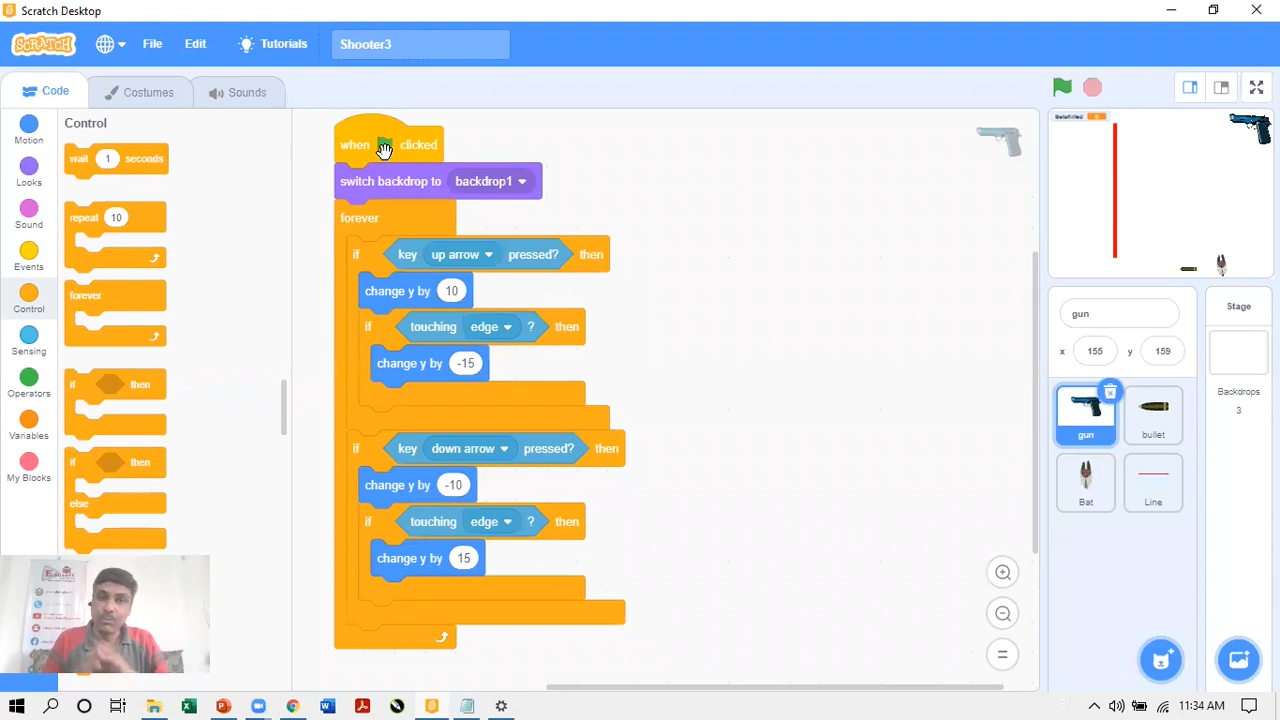 Scratch Desktop
SCRATCH
File
Edit
Tutorials
Shooter3
Code
Costumes
Sounds
Motion
Looks
Sound
Events
Control
Sensing
Operators
Variables
My Blocks
Control
wait 1 seconds
repeat 10
forever
if then
if then
else
when clicked
switch backdrop to backdrop1
forever
if key up arrow pressed? then
change y by 10
if touching edge ? then
change y by -15
if key down arrow pressed? then
change y by -10
if touching edge ? then
change y by 15
gun
x 155 y 159
gun
bullet
Bat
Line
Stage
Backdrops
3
11:34 AM